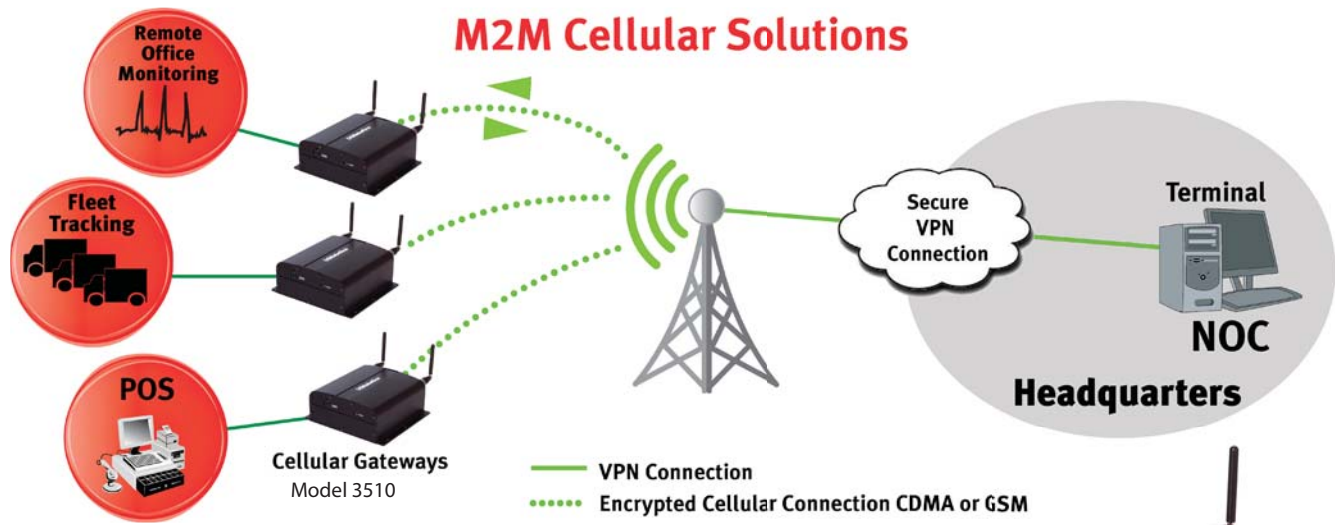 M2M Cellular Solutions
Remote
Office
Monitoring
Fleet
Tracking
POS
Cellular Gateways
Model 3510
Secure
VPN
Connection
Terminal
NOC
Headquarters
VPN Connection
Encrypted Cellular Connection CDMA or GSM